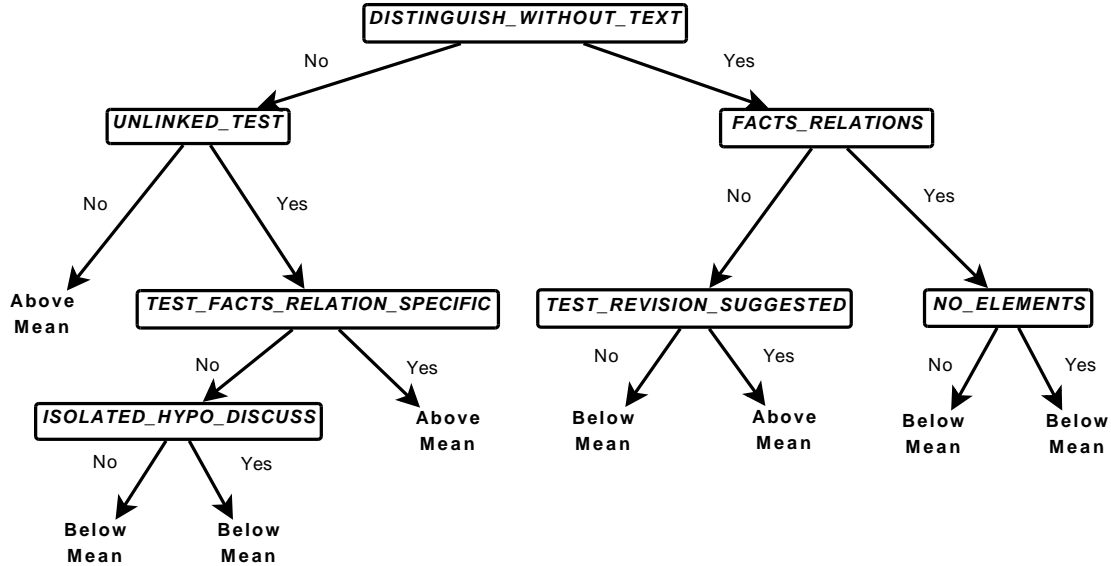 DISTINGUISH_WITHOUT_TEXT
No
Yes
UNLINKED_TEST
FACTS_RELATIONS
No
Yes
No
Yes
Above
Mean
TEST_FACTS_RELATION_SPECIFIC
TEST_REVISION_SUGGESTED
NO_ELEMENTS
No
Yes
No
Yes
No
Yes
ISOLATED_HYPO_DISCUSS
Above
Mean
Below
Mean
Above
Mean
Below
Mean
Below
Mean
No
Yes
Below
Mean
Below
Mean